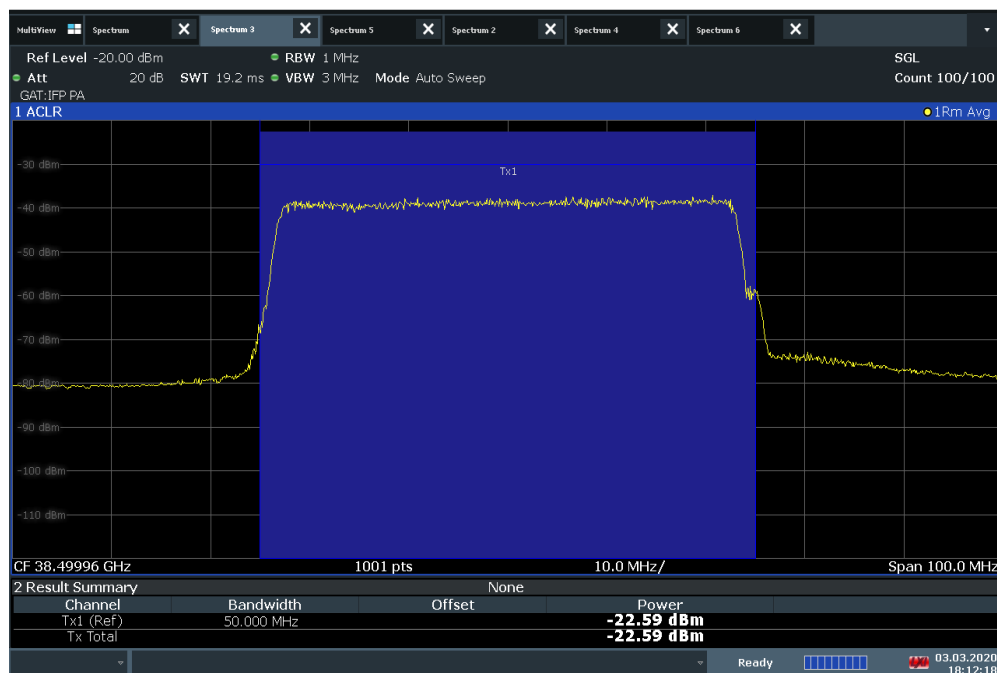 MultiView Spectrum X Spectrum 3 X Spectrum 5 X Spectrum 2 X Spectrum 4 X Spectrum 6 X
Ref Level -20.00 dBm RBW 1 MHz SGL
Att 20 dB SWT 19.2 ms VBW 3 MHz Mode Auto Sweep Count 100/100
GAT:IFP PA
1 ACLR 1Rm Avg
-30 dBm
Tx1
-40 dBm
-50 dBm
-60 dBm
-70 dBm
-80 dBm
-90 dBm
-100 dBm
-110 dBm
CF 38.49996 GHz 1001 pts 10.0 MHz/ Span 100.0 MHz
2 Result Summary None
Channel Bandwidth Offset Power
Tx1 (Ref) 50.000 MHz -22.59 dBm
Tx Total -22.59 dBm
Ready 03.03.2020
18:12:18